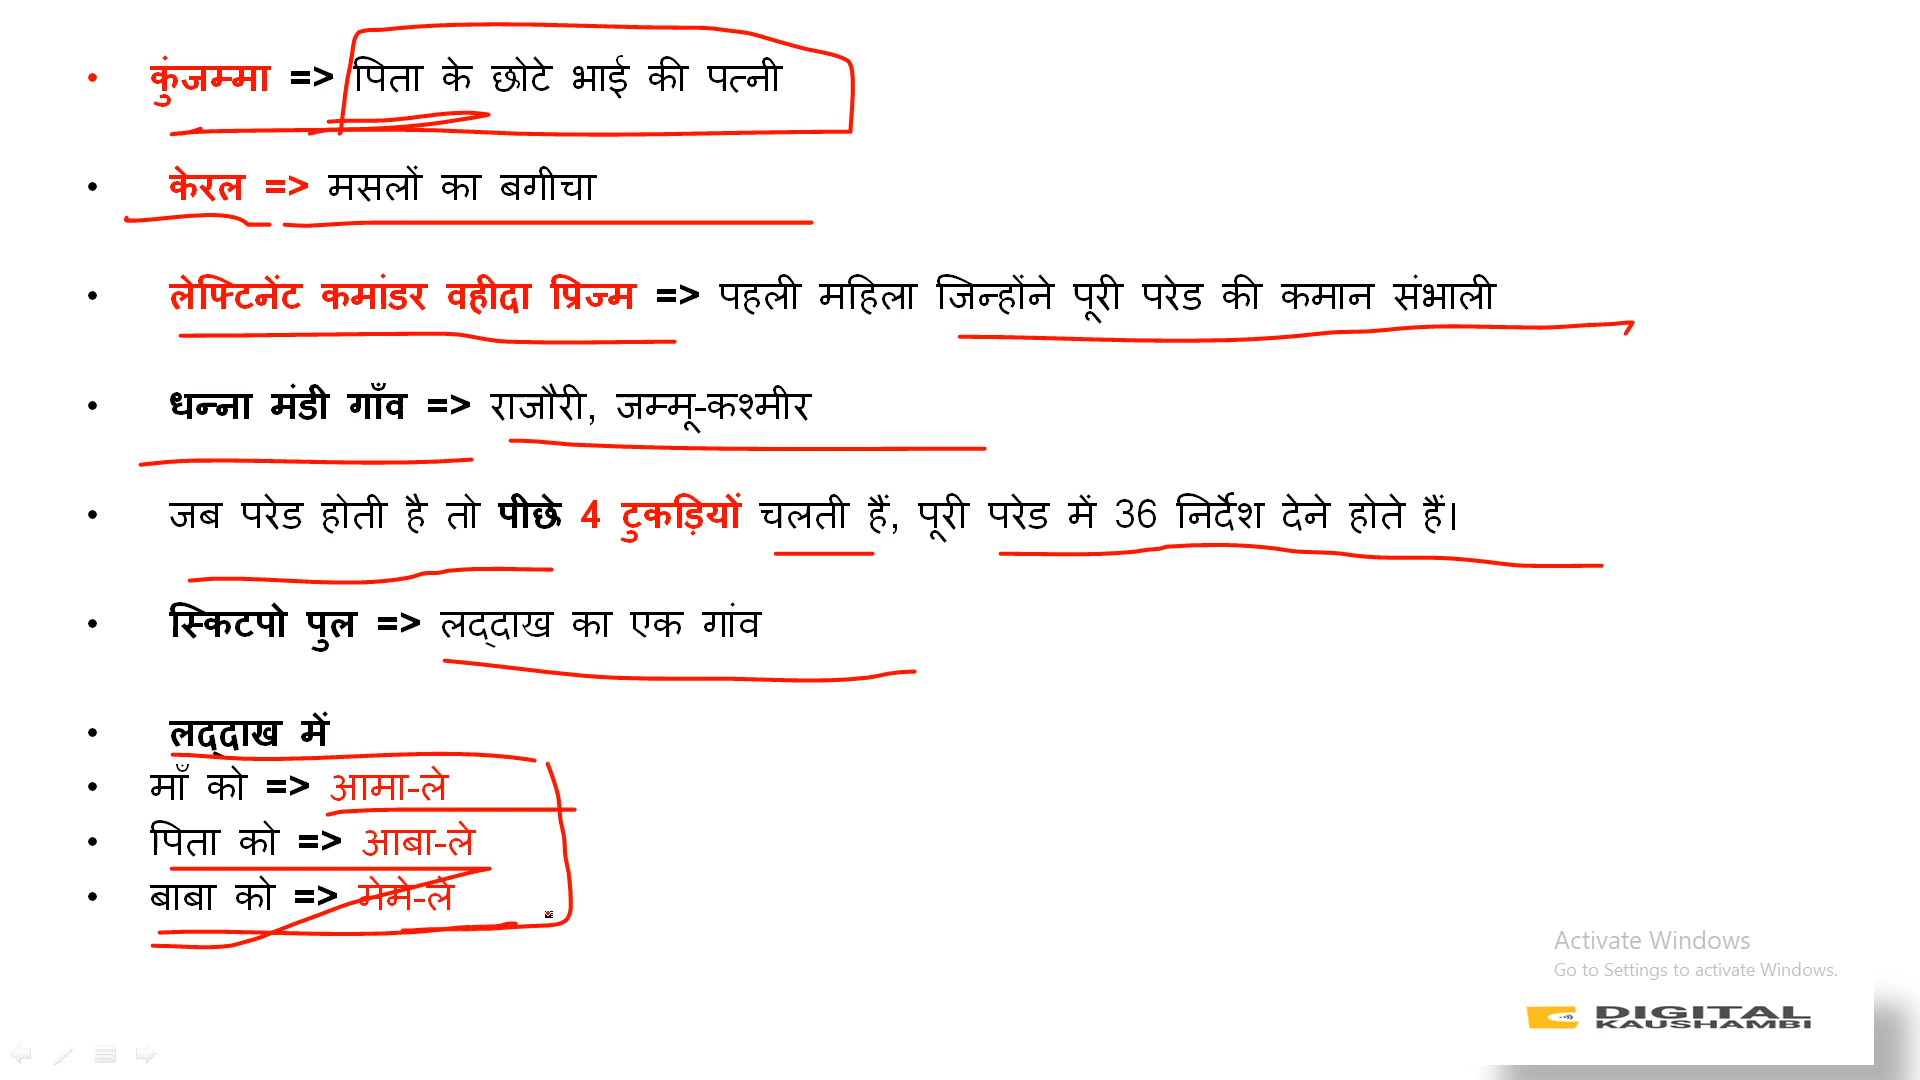 • कुंजम्मा => पिता के छोटे भाई की पत्नी
• केरल => मसलों का बगीचा
• लेफ्टिनेंट कमांडर वहीदा प्रिज्म => पहली महिला जिन्होंने पूरी परेड की कमान संभाली
• धन्ना मंडी गाँव => राजौरी, जम्मू-कश्मीर
• जब परेड होती है तो पीछे 4 टुकड़ियों चलती हैं, पूरी परेड में 36 निर्देश देने होते हैं।
• स्किटपो पुल => लद्दाख का एक गांव
• लद्दाख में
• माँ को => आमा-ले
• पिता को => आबा-ले
• बाबा को => मेमे-ले
Activate Windows
Go to Settings to activate Windows.
DIGITAL
KAUSHAMBI